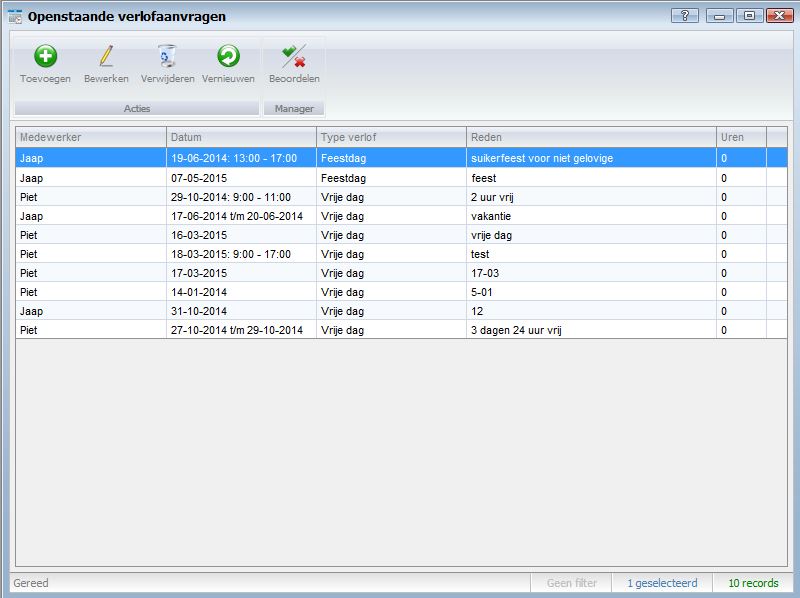 Openstaande verlofaanvragen
Toevoegen Bewerken Verwijderen Vernieuwen Beoordelen
Acties Manager
Medewerker Datum Type verlof Reden Uren
Jaap 19-06-2014: 13:00 - 17:00 Feestdag suikerfeest voor niet gelovige 0
Jaap 07-05-2015 Feestdag feest 0
Piet 29-10-2014: 9:00 - 11:00 Vrije dag 2 uur vrij 0
Jaap 17-06-2014 t/m 20-06-2014 Vrije dag vakantie 0
Piet 16-03-2015 Vrije dag vrije dag 0
Piet 18-03-2015: 9:00 - 17:00 Vrije dag test 0
Piet 17-03-2015 Vrije dag 17-03 0
Piet 14-01-2014 Vrije dag 5-01 0
Jaap 31-10-2014 Vrije dag 12 0
Piet 27-10-2014 t/m 29-10-2014 Vrije dag 3 dagen 24 uur vrij 0
Gereed Geen filter 1 geselecteerd 10 records